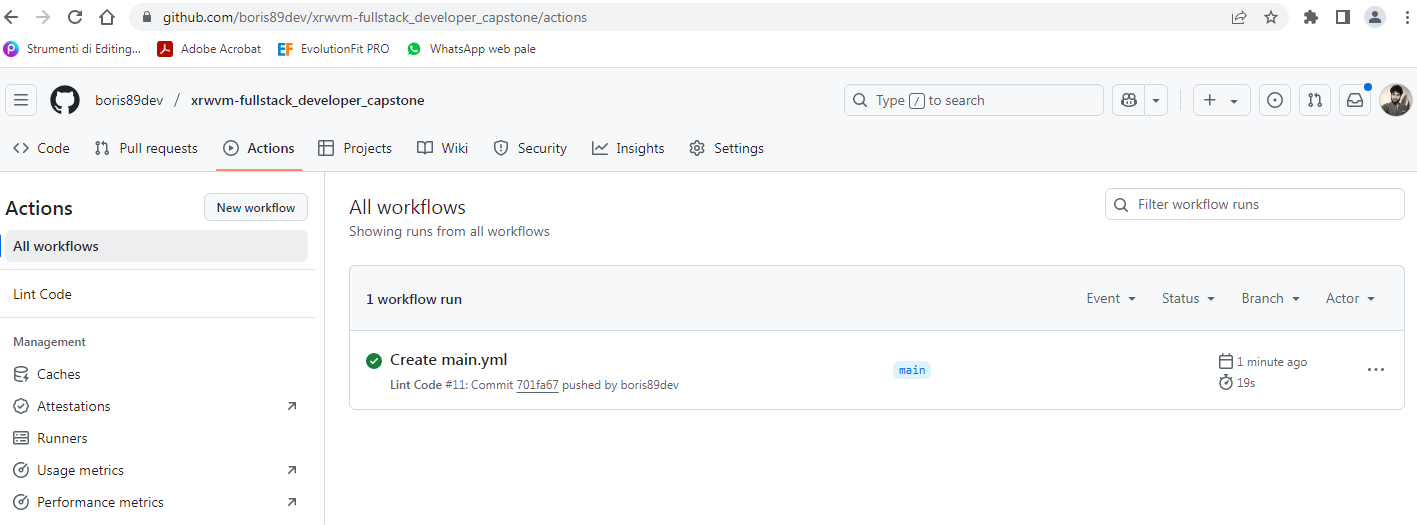 github.com/boris89dev/xrwvm-fullstack_developer_capstone/actions
Strumenti di Editing... Adobe Acrobat EvolutionFit PRO WhatsApp web pale
boris89dev / xrwvm-fullstack_developer_capstone Type / to search
Code Pull requests Actions Projects Wiki Security Insights Settings
Actions New workflow
All workflows
Lint Code
Management
Caches
Attestations
Runners
Usage metrics
Performance metrics
All workflows
Showing runs from all workflows
Filter workflow runs
1 workflow run Event Status Branch Actor
Create main.yml
Lint Code #11: Commit 701fa67 pushed by boris89dev
main
1 minute ago
19s